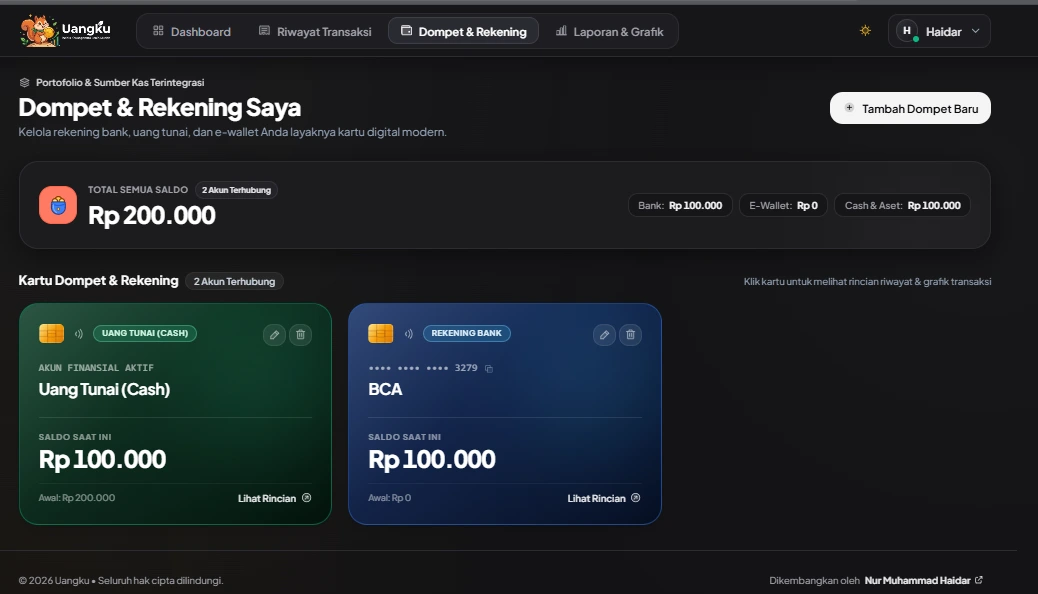 Uangku
Dashboard
Riwayat Transaksi
Dompet & Rekening
Laporan & Grafik
H
Haidar
Portofolio & Sumber Kas Terintegrasi
Dompet & Rekening Saya
Kelola rekening bank, uang tunai, dan e-wallet Anda layaknya kartu digital modern.
Tambah Dompet Baru
TOTAL SEMUA SALDO
2 Akun Terhubung
Rp 200.000
Bank: Rp 100.000
E-Wallet: Rp 0
Cash & Aset: Rp 100.000
Kartu Dompet & Rekening
2 Akun Terhubung
Klik kartu untuk melihat rincian riwayat & grafik transaksi
UANG TUNAI (CASH)
AKUN FINANSIAL AKTIF
Uang Tunai (Cash)
SALDO SAAT INI
Rp 100.000
Awal: Rp 200.000
Lihat Rincian
REKENING BANK
•••• •••• •••• 3279
BCA
SALDO SAAT INI
Rp 100.000
Awal: Rp 0
Lihat Rincian
© 2026 Uangku • Seluruh hak cipta dilindungi.
Dikembangkan oleh Nur Muhammad Haidar